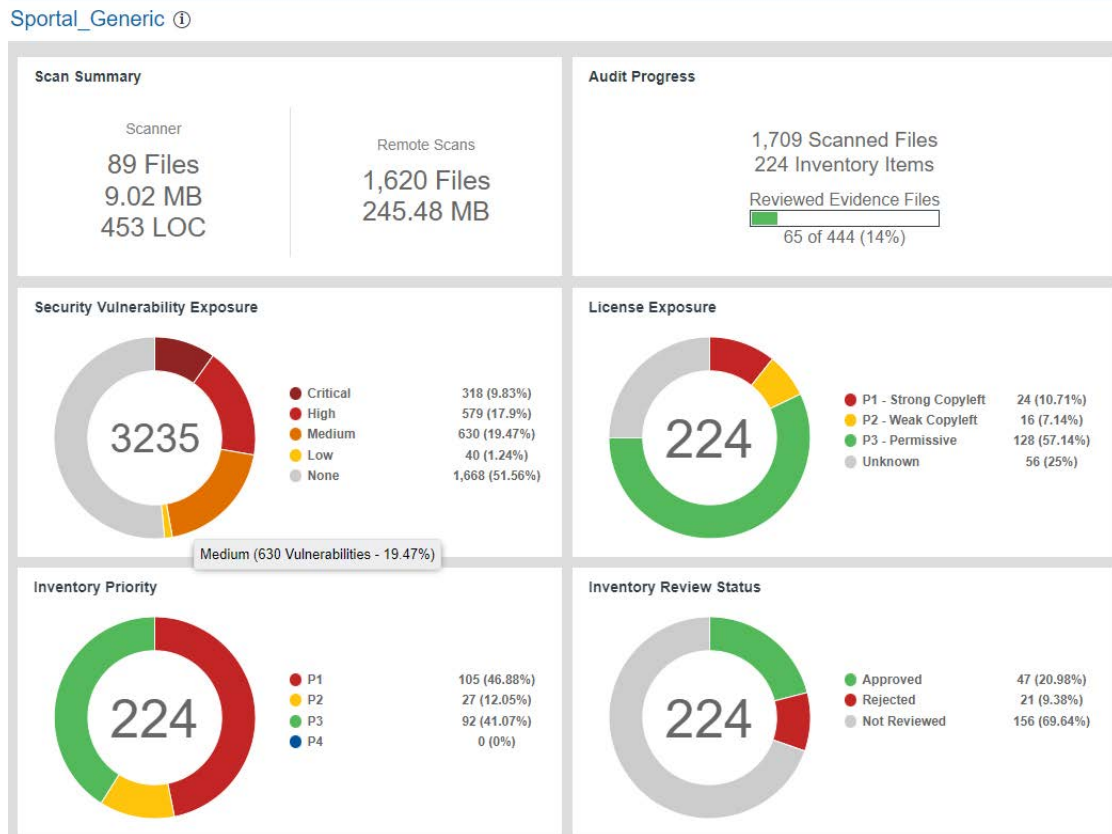 Sportal_Generic
Scan Summary
Scanner
89 Files
9.02 MB
453 LOC
Remote Scans
1,620 Files
245.48 MB
Audit Progress
1,709 Scanned Files
224 Inventory Items
Reviewed Evidence Files
65 of 444 (14%)
Security Vulnerability Exposure
3235
Critical 318 (9.83%)
High 579 (17.9%)
Medium 630 (19.47%)
Low 40 (1.24%)
None 1,668 (51.56%)
Medium (630 Vulnerabilities - 19.47%)
License Exposure
224
P1 - Strong Copyleft 24 (10.71%)
P2 - Weak Copyleft 16 (7.14%)
P3 - Permissive 128 (57.14%)
Unknown 56 (25%)
Inventory Priority
224
P1 105 (46.88%)
P2 27 (12.05%)
P3 92 (41.07%)
P4 0 (0%)
Inventory Review Status
224
Approved 47 (20.98%)
Rejected 21 (9.38%)
Not Reviewed 156 (69.64%)